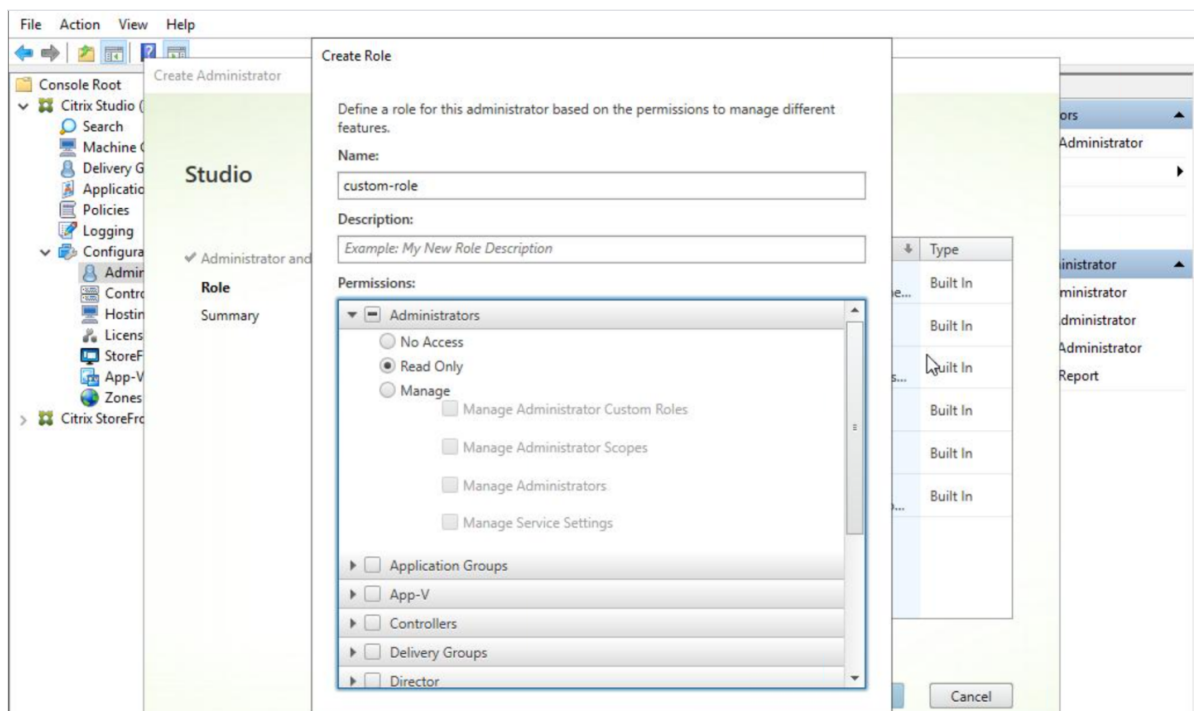 File Action View Help
Create Role
Create Administrator
Console Root
Citrix Studio (
Search
Machine
Delivery G
Applicatio
Policies
Logging
Configura
Admin
Contro
Hostin
Licens
StoreF
App-V
Zones
Citrix StoreFro
Studio
Administrator and
Role
Summary
Define a role for this administrator based on the permissions to manage different
features.
Name:
custom-role
Description:
Example: My New Role Description
Permissions:
Administrators
No Access
Read Only
Manage
Manage Administrator Custom Roles
Manage Administrator Scopes
Manage Administrators
Manage Service Settings
Application Groups
App-V
Controllers
Delivery Groups
Director
Type
Built In
Built In
Built In
Built In
Built In
Built In
Cancel
ors
Administrator
inistrator
ministrator
dministrator
Administrator
Report